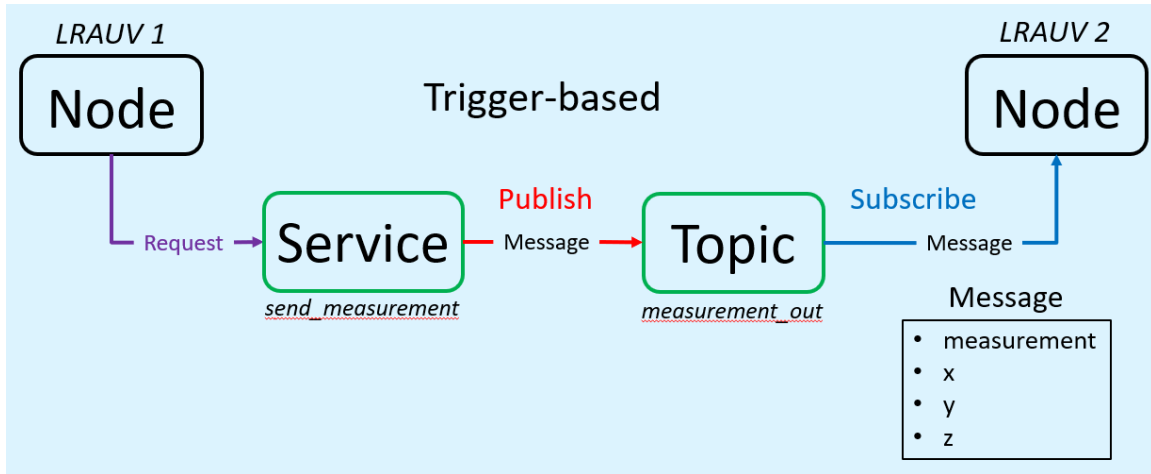 LRAUV 1
Node
Trigger-based
LRAUV 2
Node
Request
Service
send_measurement
Publish
Message
Topic
measurement_out
Subscribe
Message
Message
• measurement
• x
• y
• z